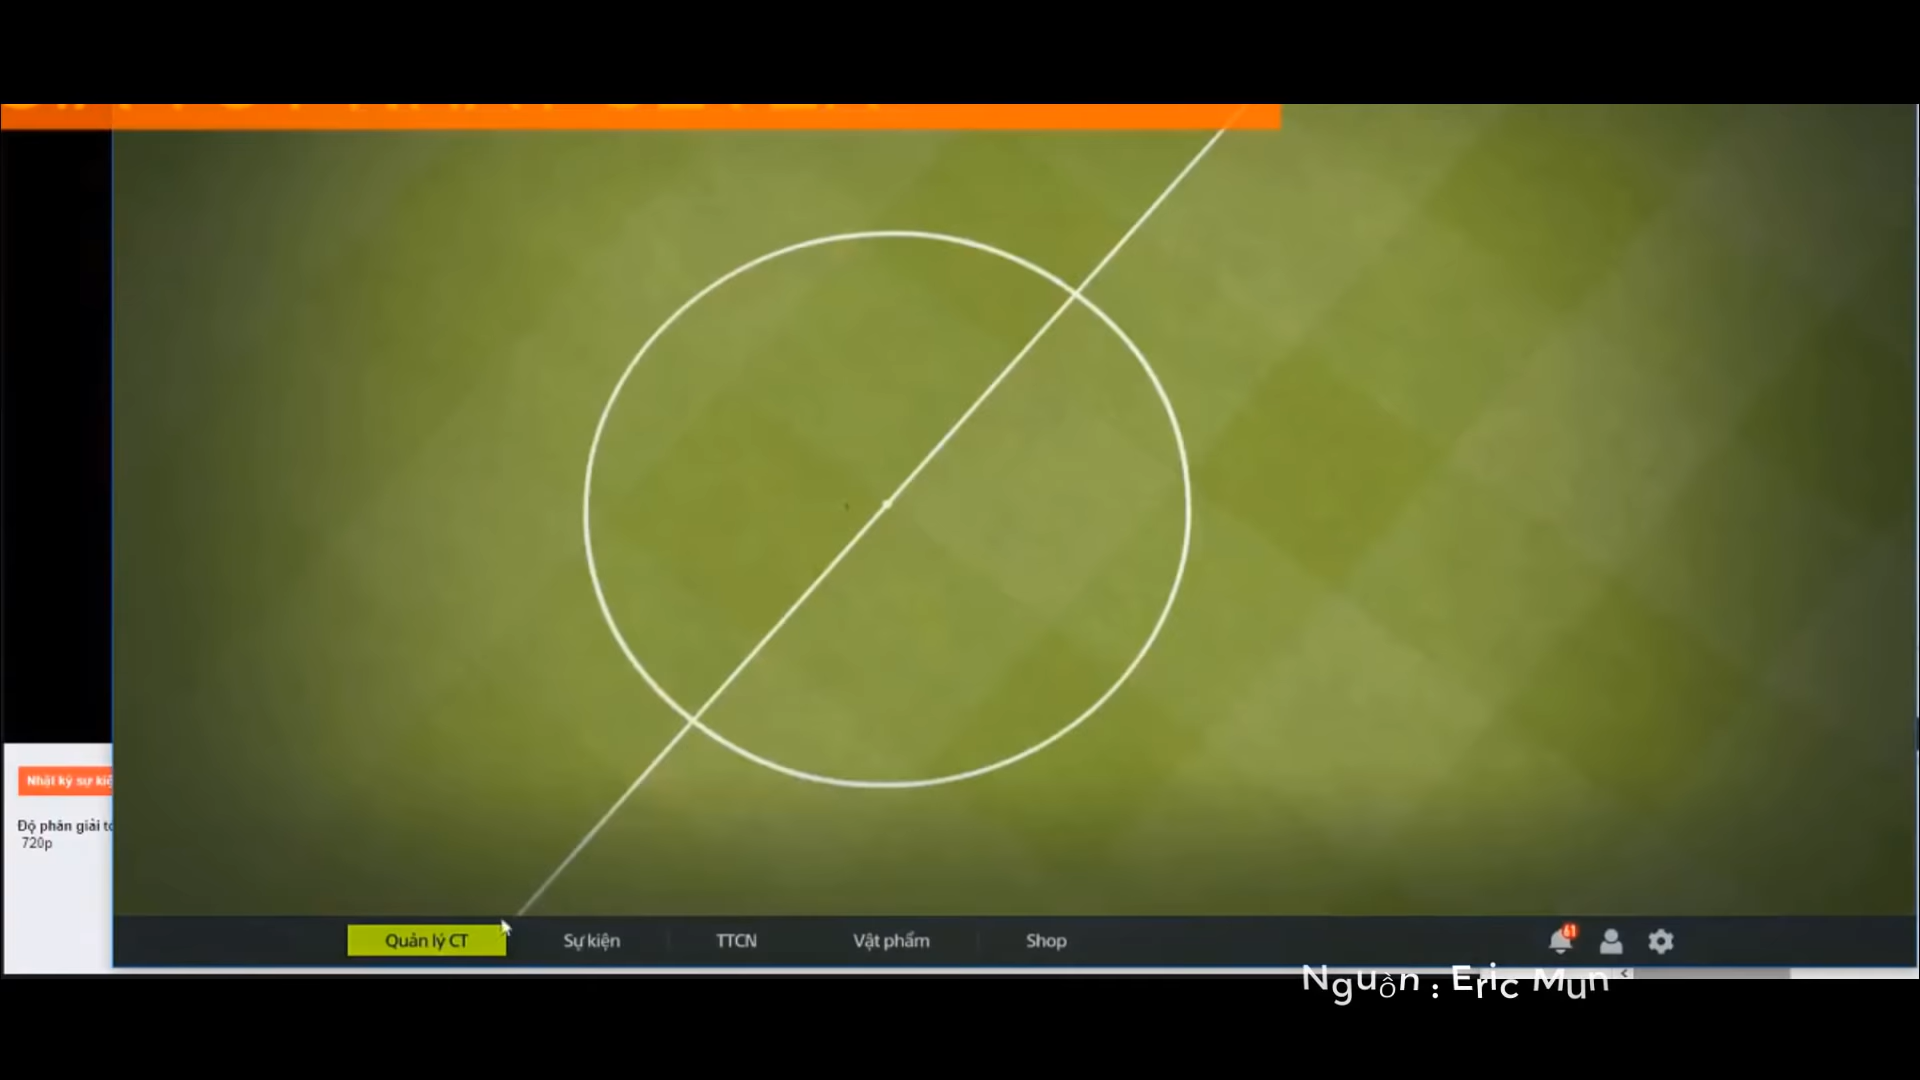 Nhật ký sự kiệ
Độ phân giải
720p
Quản lý CT
Sự kiện
TTCN
Vật phẩm
Shop
61
Nguồn : Eric Mun